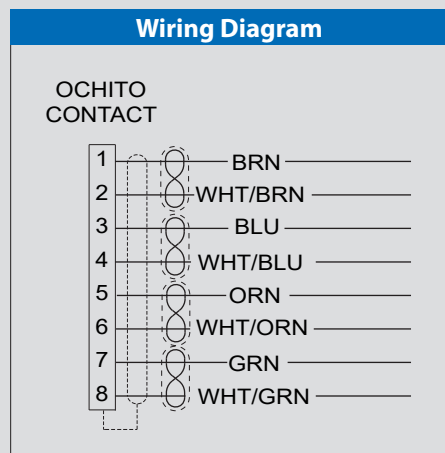 Wiring Diagram
OCHITO
CONTACT
1 BRN
2 WHT/BRN
3 BLU
4 WHT/BLU
5 ORN
6 WHT/ORN
7 GRN
8 WHT/GRN